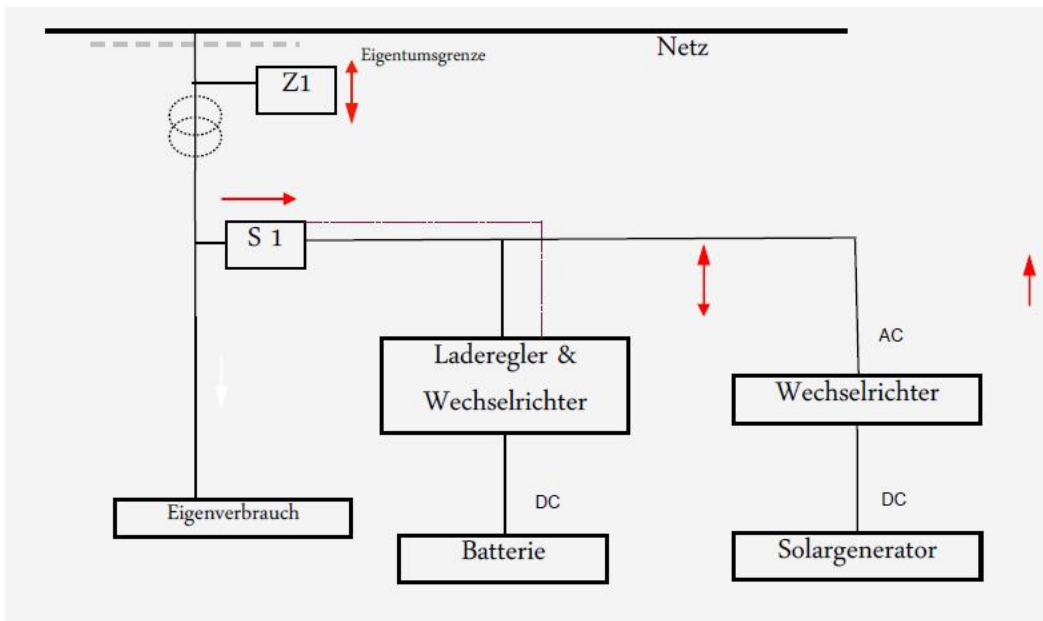 Netz
Eigentumsgrenze
Z1
S 1
AC
Laderegler &
Wechselrichter
Wechselrichter
DC
DC
Eigenverbrauch
Batterie
Solargenerator